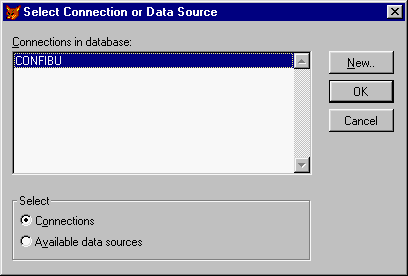 Select Connection or Data Source
Connections in database:
CONFIBU
New..
OK
Cancel
Select
Connections
Available data sources